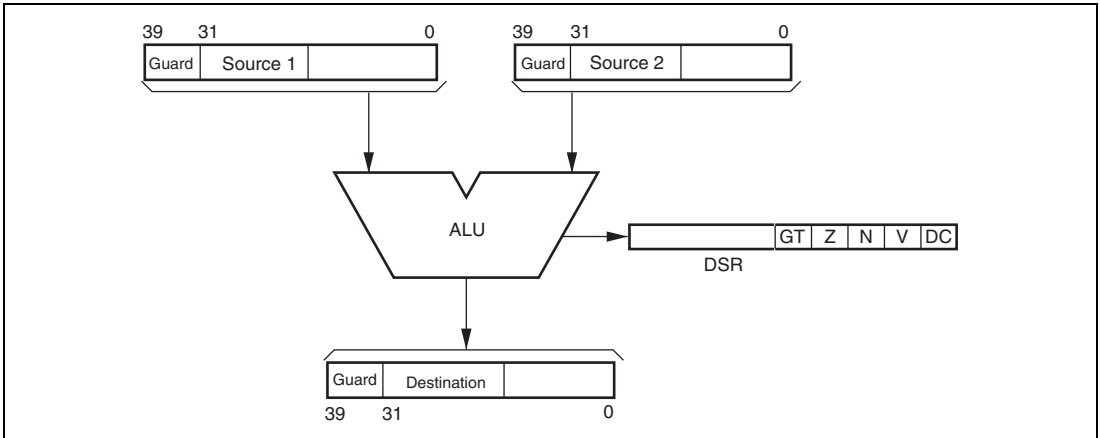 39 31 0 39 31 0
Guard Source 1 Guard Source 2
ALU
GT Z N V DC
DSR
Guard Destination
39 31 0